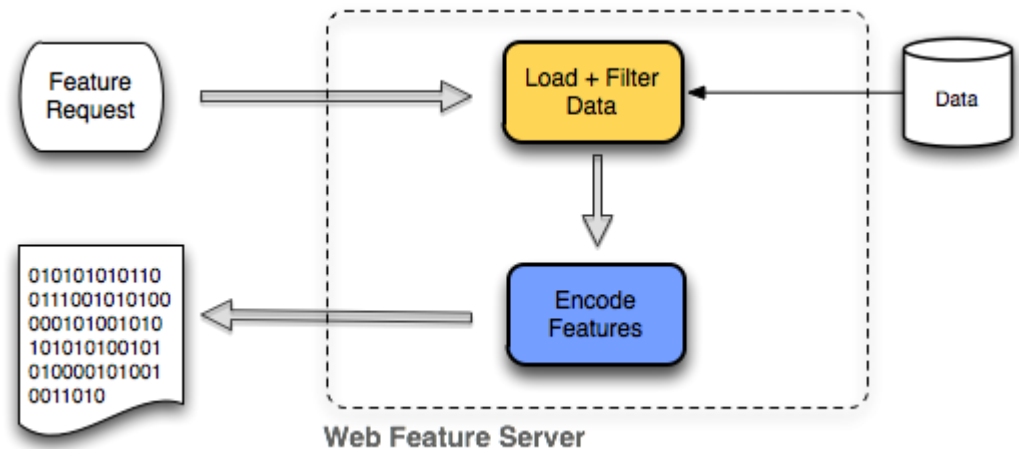 Feature
Request
Load + Filter
Data
Data
010101010110
0111001010100
000101001010
101010100101
010000101001
0011010
Encode
Features
Web Feature Server